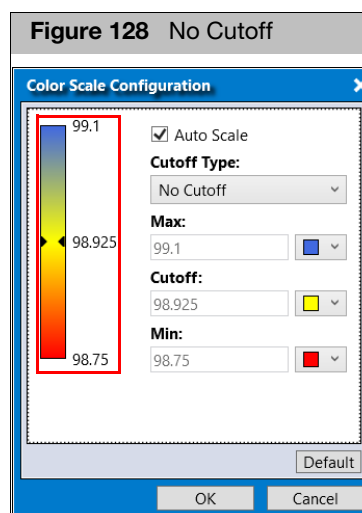 Figure 128 No Cutoff
Color Scale Configuration
99.1
98.925
98.75
Auto Scale
Cutoff Type:
No Cutoff
Max:
99.1
Cutoff:
98.925
Min:
98.75
Default
OK Cancel